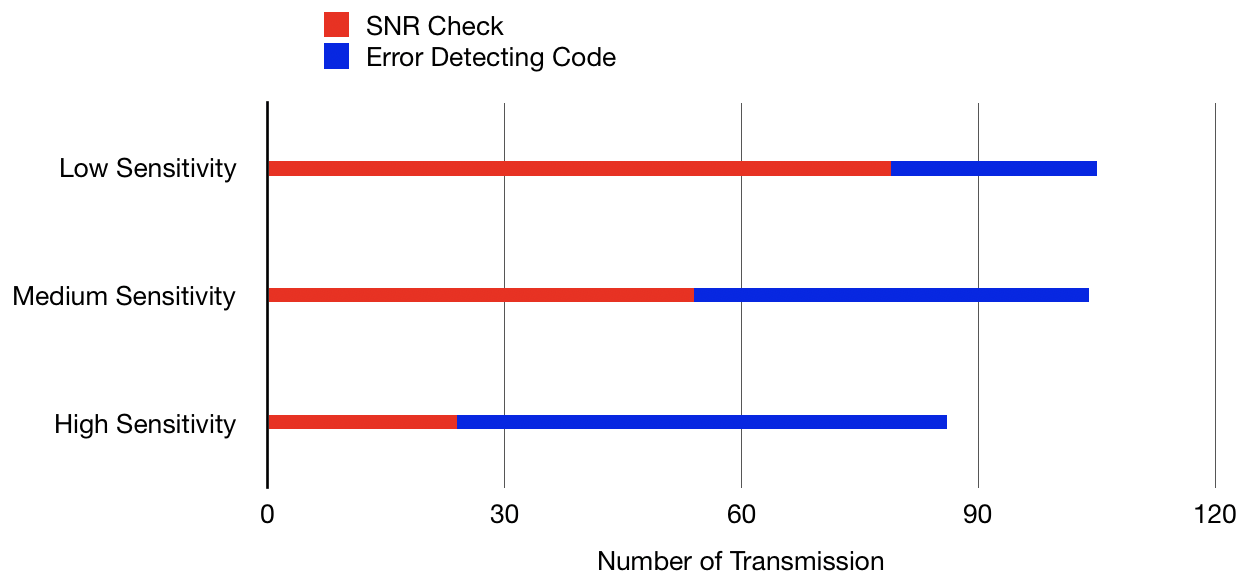 SNR Check
Error Detecting Code
Low Sensitivity
Medium Sensitivity
High Sensitivity
0 30 60 90 120
Number of Transmission